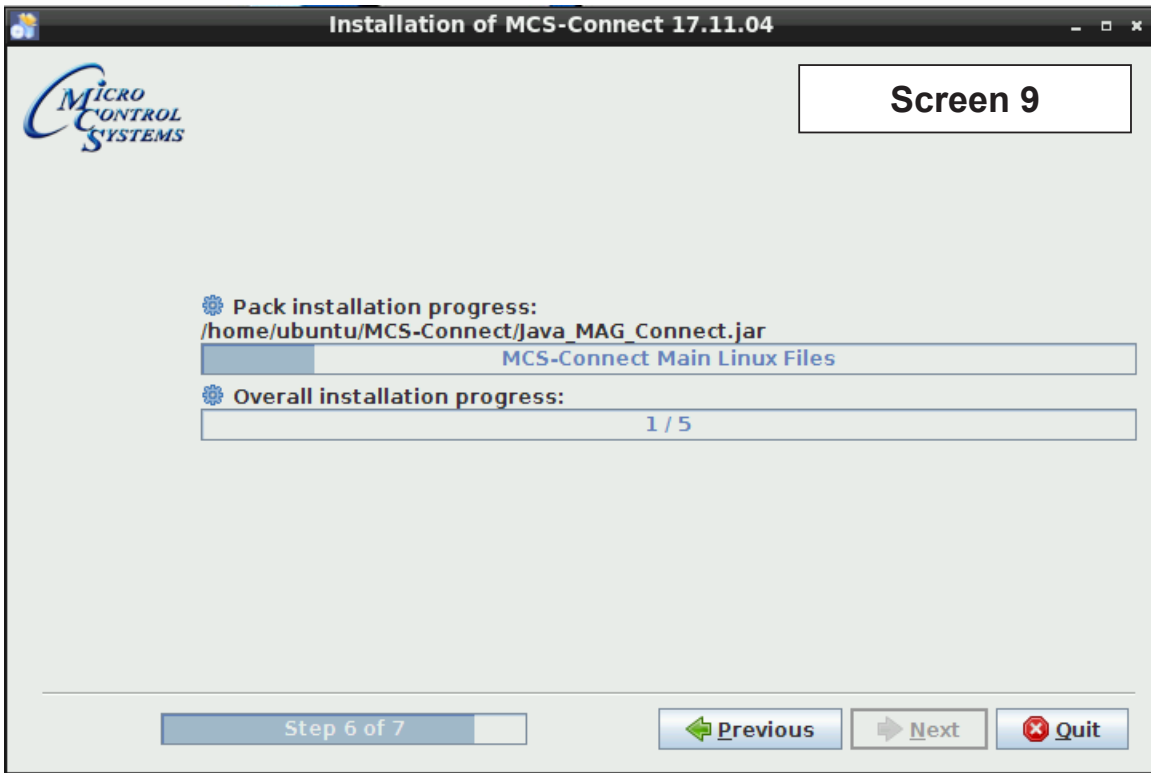 Installation of MCS-Connect 17.11.04
MICRO
CONTROL
SYSTEMS
Screen 9
Pack installation progress:
/home/ubuntu/MCS-Connect/Java_MAG_Connect.jar
MCS-Connect Main Linux Files
Overall installation progress:
1 / 5
Step 6 of 7
Previous
Next
Quit